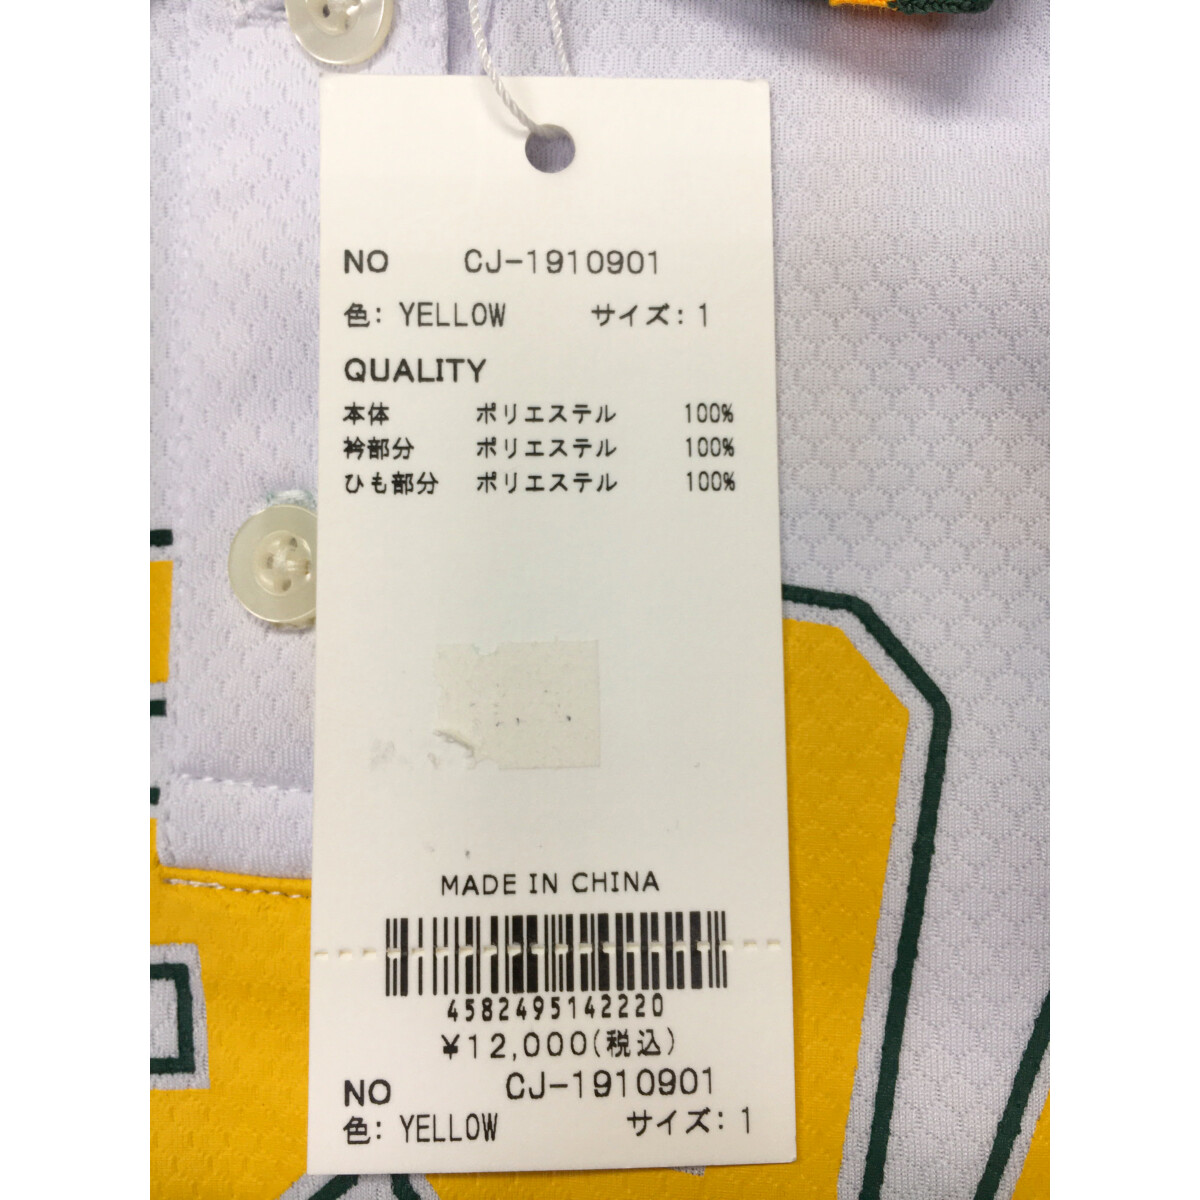 NO CJ-1910901
色: YELLOW サイズ: 1
QUALITY
本体 ポリエステル 100%
衿部分 ポリエステル 100%
ひも部分 ポリエステル 100%
MADE IN CHINA
4582495142220
¥12,000(税込)
NO CJ-1910901
色: YELLOW サイズ: 1